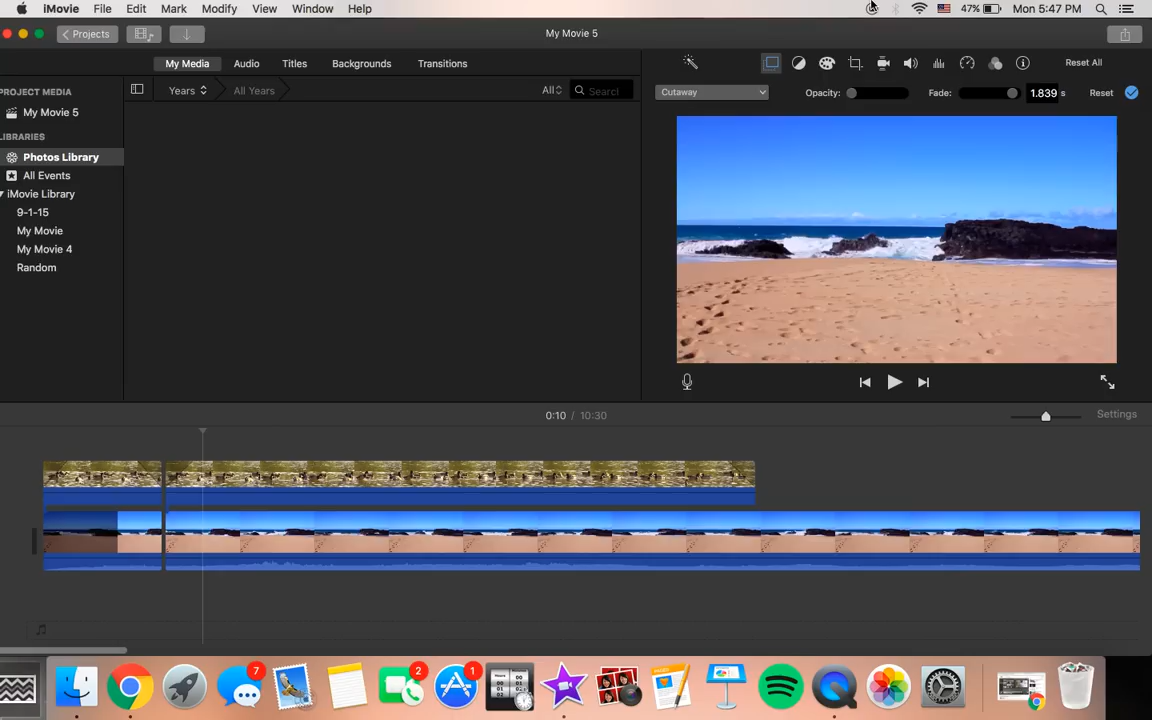 iMovie File Edit Mark Modify View Window Help 47% Mon 5:47 PM
Projects My Movie 5
My Media Audio Titles Backgrounds Transitions Reset All
PROJECT MEDIA Years All Years All Search Cutaway Opacity: Fade: 1.839 s Reset
My Movie 5
LIBRARIES
Photos Library
All Events
iMovie Library
9-1-15
My Movie
My Movie 4
Random
0:10 / 10:30 Settings
7 2 1